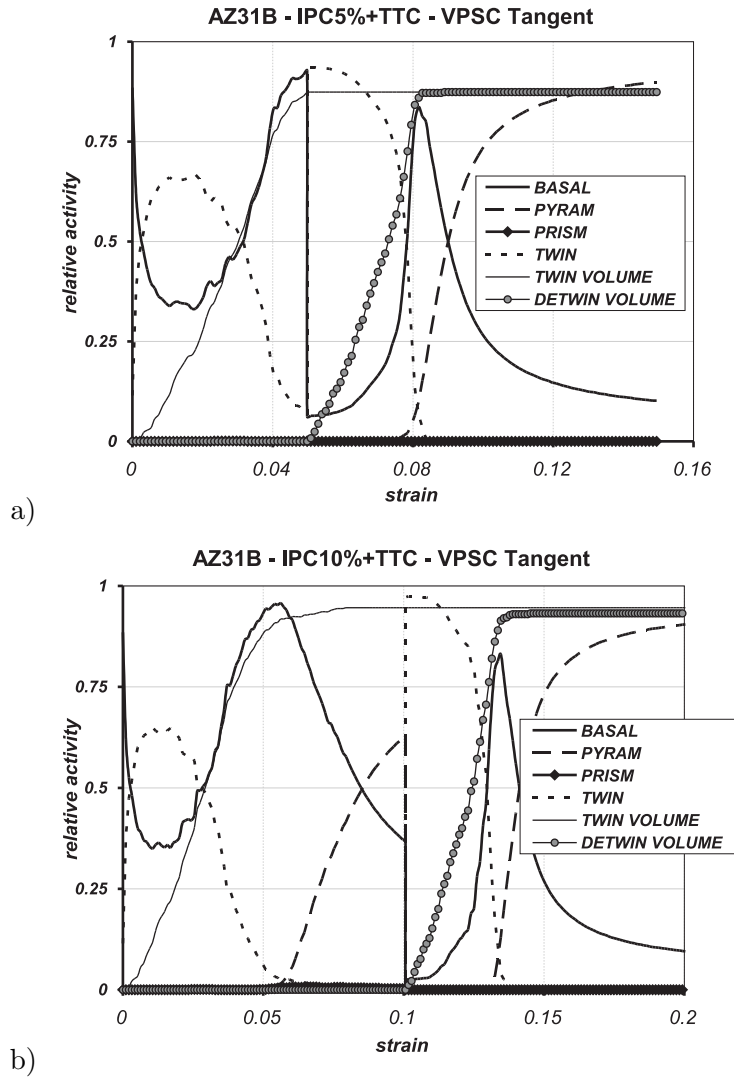 AZ31B - IPC5%+TTC - VPSC Tangent
1
0.75
0.5
0.25
0
relative activity
BASAL
PYRAM
PRISM
TWIN
TWIN VOLUME
DETWIN VOLUME
0 0.04 0.08 0.12 0.16
strain
a)
AZ31B - IPC10%+TTC - VPSC Tangent
1
0.75
0.5
0.25
0
relative activity
BASAL
PYRAM
PRISM
TWIN
TWIN VOLUME
DETWIN VOLUME
0 0.05 0.1 0.15 0.2
strain
b)